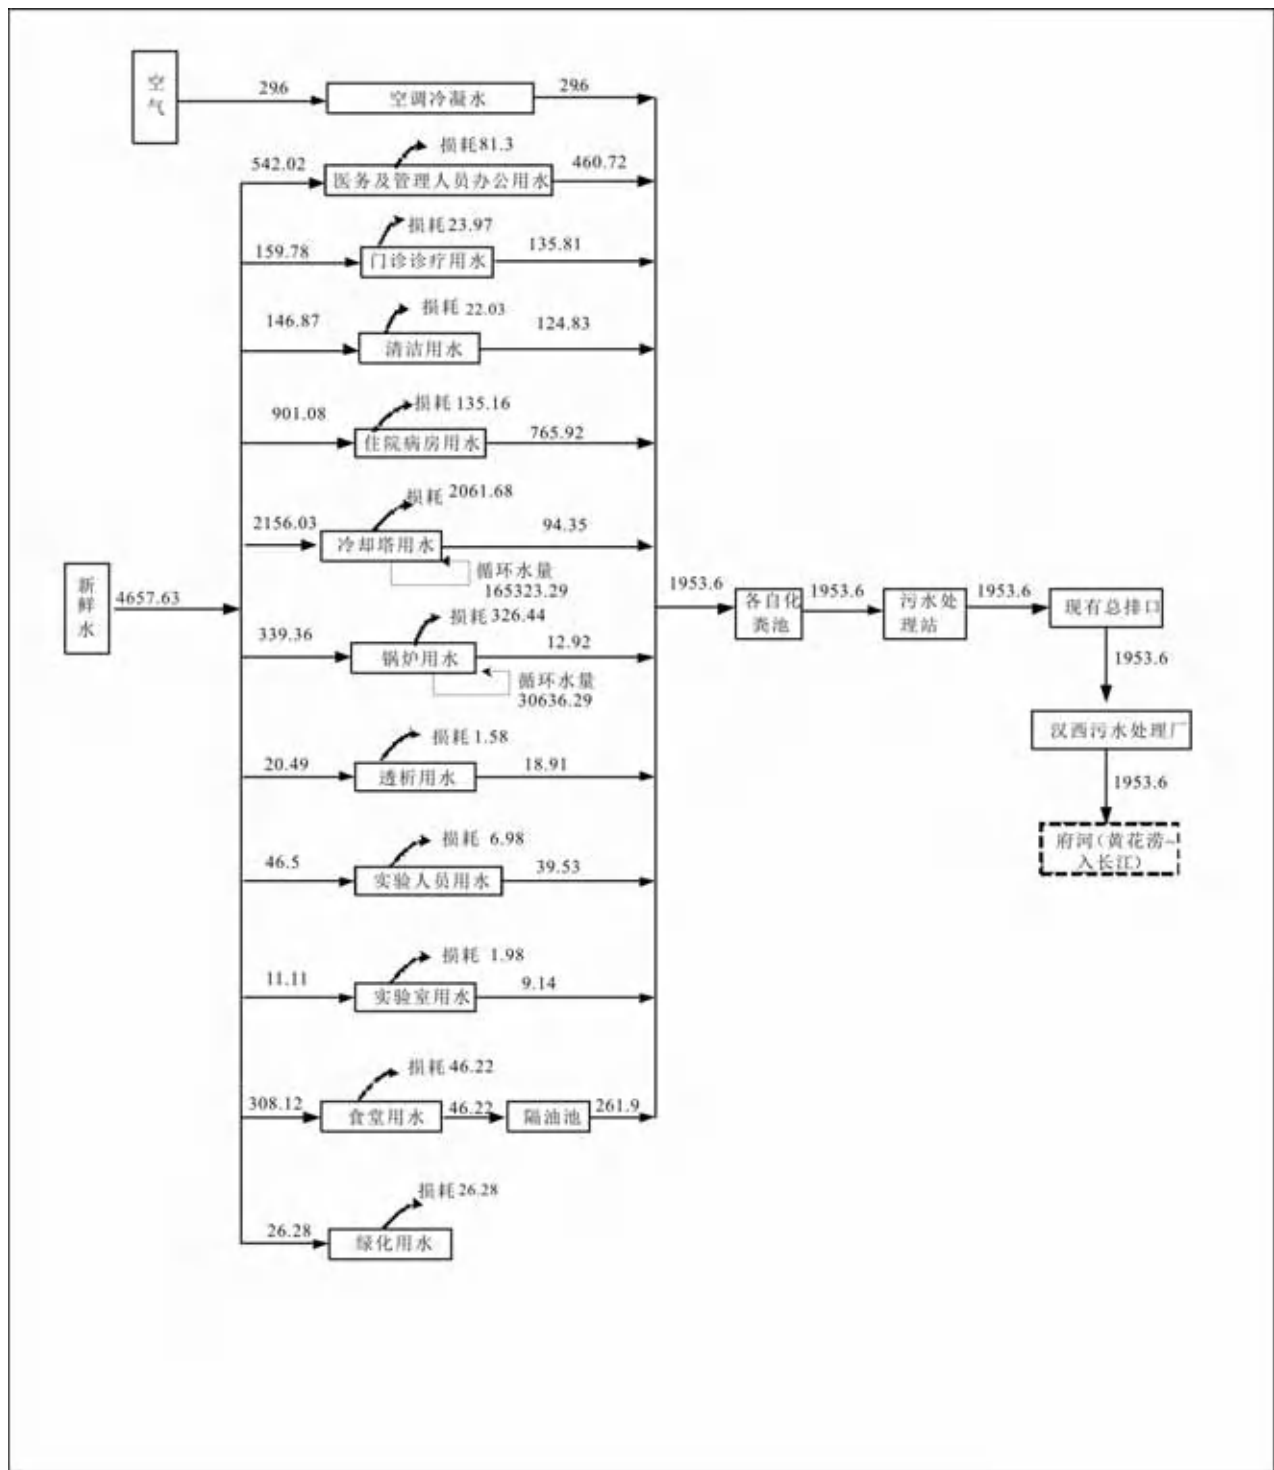 空
气
296
空调冷凝水
296
损耗81.3
542.02
医务及管理人员办公用水
460.72
损耗23.97
159.78
门诊诊疗用水
135.81
损耗 22.03
146.87
清洁用水
124.83
损耗135.16
901.08
住院病房用水
765.92
损耗 2061.68
2156.03
冷却塔用水
94.35
循环水量
165323.29
新
鲜
水
4657.63
损耗326.44
339.36
锅炉用水
12.92
循环水量
30636.29
1953.6
各自化
粪池
1953.6
污水处
理站
1953.6
现有总排口
1953.6
汉西污水处理厂
1953.6
府河(黄花涝~
入长江)
损耗1.58
20.49
透析用水
18.91
损耗 6.98
46.5
实验人员用水
39.53
损耗 1.98
11.11
实验室用水
9.14
损耗46.22
308.12
食堂用水
46.22
隔油池
261.9
损耗26.28
26.28
绿化用水